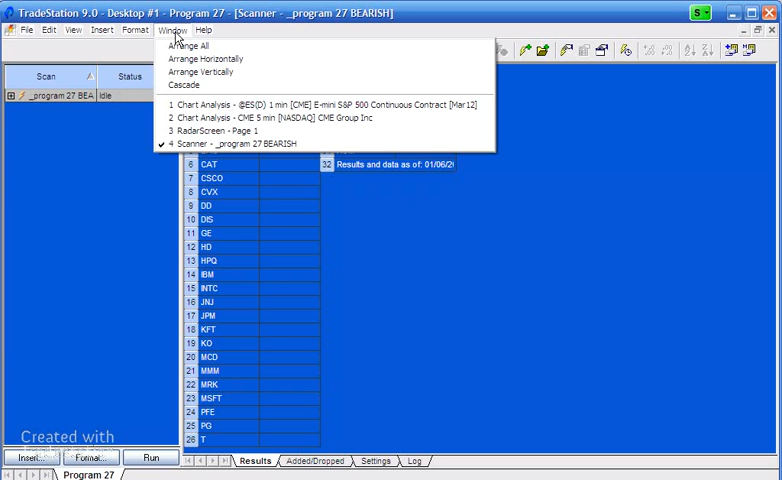 TradeStation 9.0 - Desktop #1 - Program 27 - [Scanner - _program 27 BEARISH]
S
File Edit View Insert Format Window Help
Arrange All
Arrange Horizontally
Arrange Vertically
Cascade
1 Chart Analysis - @ES(D) 1 min [CME] E-mini S&P 500 Continuous Contract [Mar12]
2 Chart Analysis - CME 5 min [NASDAQ] CME Group Inc
3 RadarScreen - Page 1
4 Scanner - _program 27 BEARISH
Scan Status
_program 27 BEA Idle
6 CAT 32 Results and data as of: 01/06/20
7 CSCO
8 CVX
9 DD
10 DIS
11 GE
12 HD
13 HPQ
14 IBM
15 INTC
16 JNJ
17 JPM
18 KFT
19 KO
20 MCD
21 MMM
22 MRK
23 MSFT
24 PFE
25 PG
26 T
Created with
Insert... Format... Run
Results Added/Dropped Settings Log
Program 27